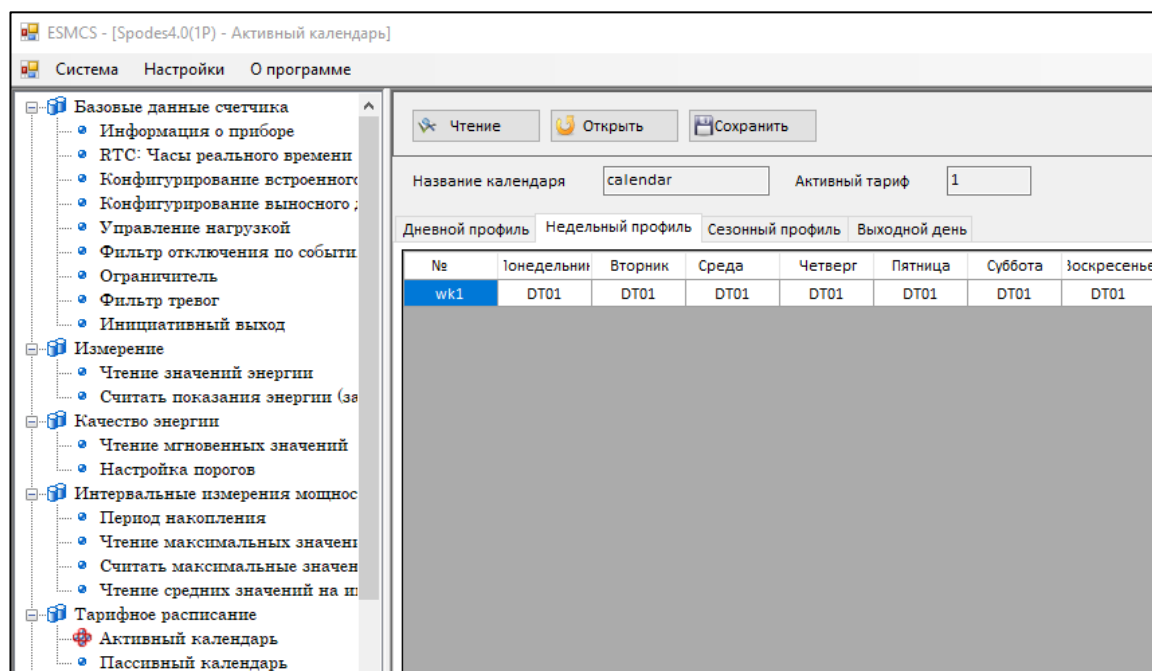 ESMCS - [Spodes4.0(1P) - Активный календарь]
Система Настройки О программе
Базовые данные счетчика
Информация о приборе
RTC: Часы реального времени
Конфигурирование встроенного
Конфигурирование выносного
Управление нагрузкой
Фильтр отключения по событи
Ограничитель
Фильтр тревог
Инициативный выход
Измерение
Чтение значений энергии
Считать показания энергии (за
Качество энергии
Чтение мгновенных значений
Настройка порогов
Интервальные измерения мощнос
Период накопления
Чтение максимальных значени
Считать максимальные значен
Чтение средних значений на
Тарифное расписание
Активный календарь
Пассивный календарь
Чтение Открыть Сохранить
Название календаря calendar Активный тариф 1
Дневной профиль Недельный профиль Сезонный профиль Выходной день
№ Понедельник Вторник Среда Четверг Пятница Суббота Воскресенье
wk1 DT01 DT01 DT01 DT01 DT01 DT01 DT01